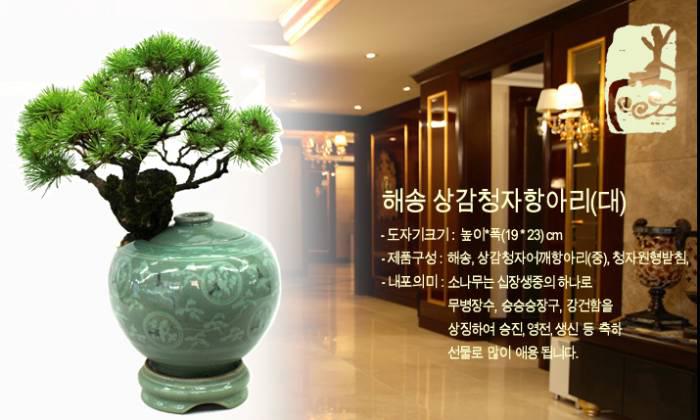 해송 상감청자항아리(대)
- 도자기크기 : 높이*폭(19 * 23) cm
- 제품구성 : 해송, 상감청자어깨항아리(중), 청자원형받침,
- 내포의미 : 소나무는 십장생중의 하나로
무병장수, 승승승장구, 강건함을
상징하여 승진, 영전, 생신 등 축하
선물로 많이 애용 됩니다.